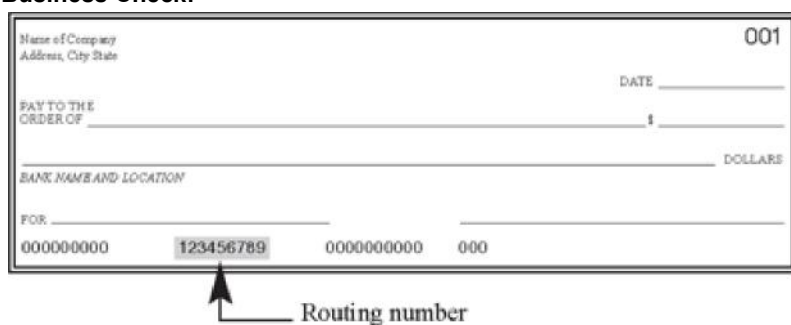 Business Check:
Name of Company 001
Address, City State
DATE
PAY TO THE
ORDER OF $
DOLLARS
BANK NAME AND LOCATION
FOR
000000000 123456789 0000000000 000
Routing number